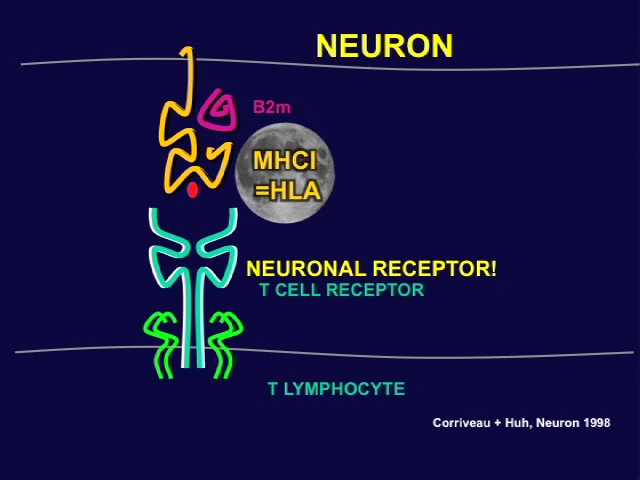 NEURON
B2m
MHCI
=HLA
NEURONAL RECEPTOR!
T CELL RECEPTOR
T LYMPHOCYTE
Corriveau + Huh, Neuron 1998